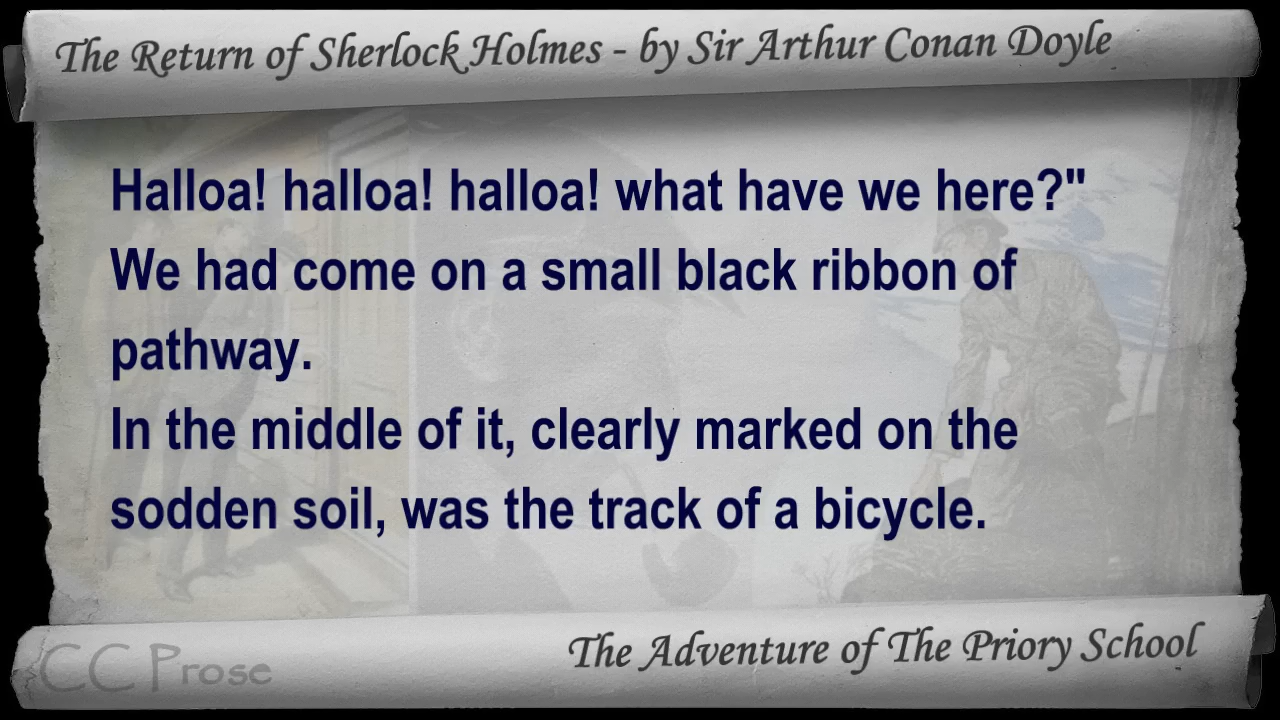 The Return of Sherlock Holmes - by Sir Arthur Conan Doyle
Halloa! halloa! halloa! what have we here?"
We had come on a small black ribbon of
pathway.
In the middle of it, clearly marked on the
sodden soil, was the track of a bicycle.
The Adventure of The Priory School
CC Prose